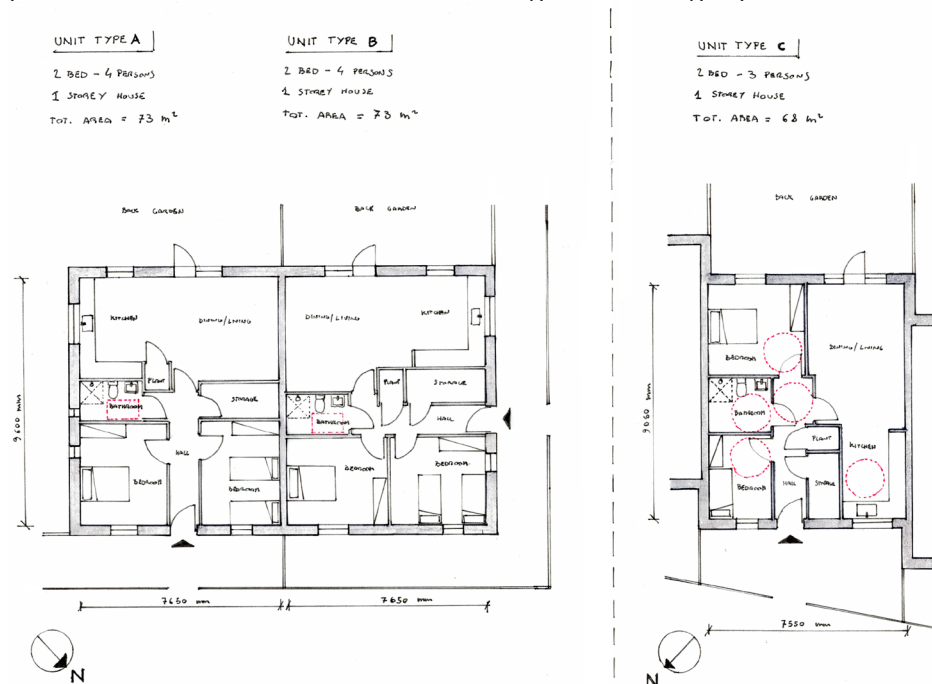 UNIT TYPE A
2 BED - 4 PERSONS
1 STOREY HOUSE
TOT. AREA = 73 m²
UNIT TYPE B
2 BED - 4 PERSONS
1 STOREY HOUSE
TOT. AREA = 73 m²
UNIT TYPE C
2 BED - 3 PERSONS
1 STOREY HOUSE
TOT. AREA = 68 m²
BACK GARDEN
BACK GARDEN
KITCHEN
DINING/LIVING
PLANT
BATHROOM
STORAGE
HALL
BEDROOM
BEDROOM
9600 mm
7650 mm
DINING/LIVING
KITCHEN
PLANT
STORAGE
BATHROOM
HALL
BEDROOM
BEDROOM
7650 mm
N
BACK GARDEN
BEDROOM
DINING/LIVING
BATHROOM
PLANT
KITCHEN
BEDROOM
HALL
STORAGE
9060 mm
7550 mm
N